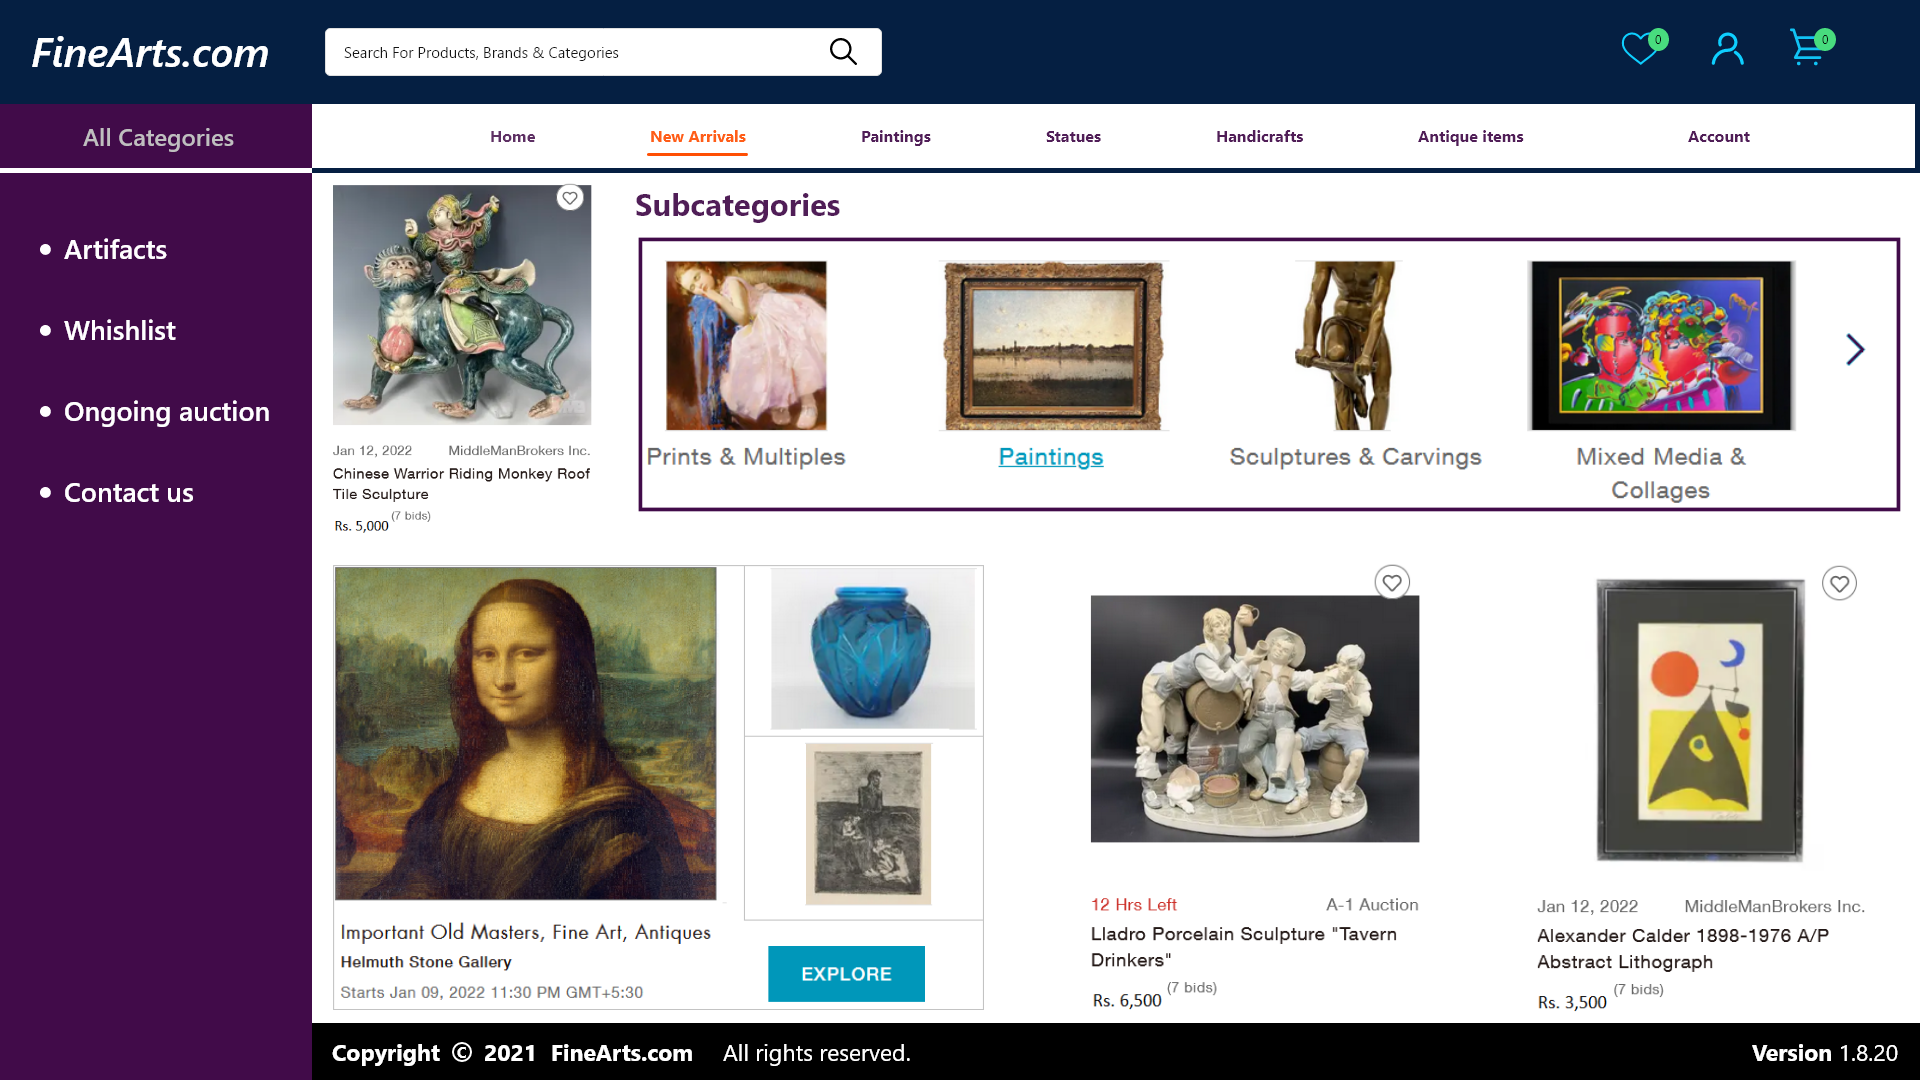 FineArts.com
Search For Products, Brands & Categories
0
0
All Categories
Home
New Arrivals
Paintings
Statues
Handicrafts
Antique items
Account
Artifacts
Whishlist
Ongoing auction
Contact us
Jan 12, 2022
MiddleManBrokers Inc.
Chinese Warrior Riding Monkey Roof
Tile Sculpture
Rs. 5,000 (7 bids)
Subcategories
Prints & Multiples
Paintings
Sculptures & Carvings
Mixed Media &
Collages
Important Old Masters, Fine Art, Antiques
Helmuth Stone Gallery
Starts Jan 09, 2022 11:30 PM GMT+5:30
EXPLORE
12 Hrs Left
A-1 Auction
Lladro Porcelain Sculpture "Tavern
Drinkers"
Rs. 6,500 (7 bids)
Jan 12, 2022
MiddleManBrokers Inc.
Alexander Calder 1898-1976 A/P
Abstract Lithograph
Rs. 3,500 (7 bids)
Copyright © 2021 FineArts.com All rights reserved.
Version 1.8.20